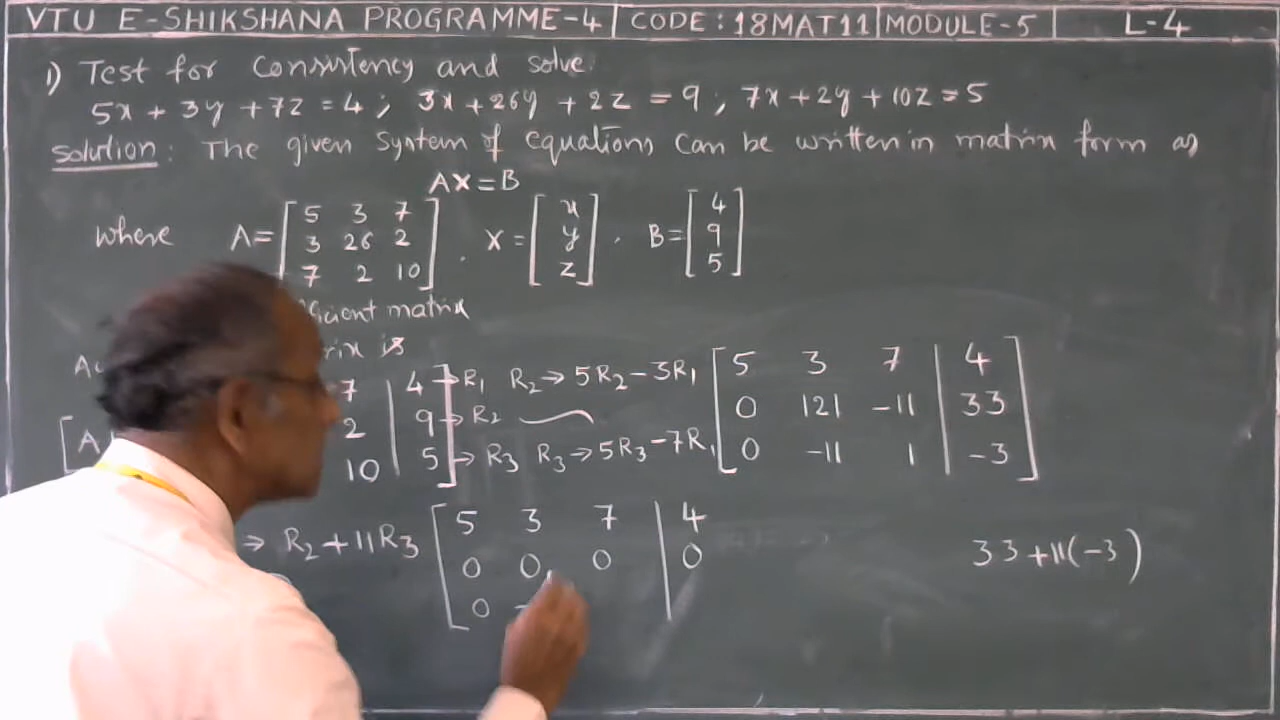 VTU E-SHIKSHANA PROGRAMME-4 | CODE : 18MAT11 | MODULE-5 | L-4
1) Test for consistency and solve.
5x + 3y + 7z = 4 ; 3x + 26y + 2z = 9 ; 7x + 2y + 10z = 5
Solution : The given system of equations can be written in matrix form as
AX = B
where A = [ 5 3 7 3 26 2 7 2 10 ] . X = [ x y z ] . B = [ 4 9 5 ]
matrix
is
[ A 7 | 4 → R1 R2 → 5R2 - 3R1 [ 5 3 7 | 4 ]
2 | 9 → R2 0 121 -11 | 33
10 | 5 ] → R3 R3 → 5R3 - 7R1 0 -11 1 | -3
→ R2 + 11R3 [ 5 3 7 | 4
0 0 0 | 0 33 + 11(-3)
0 -